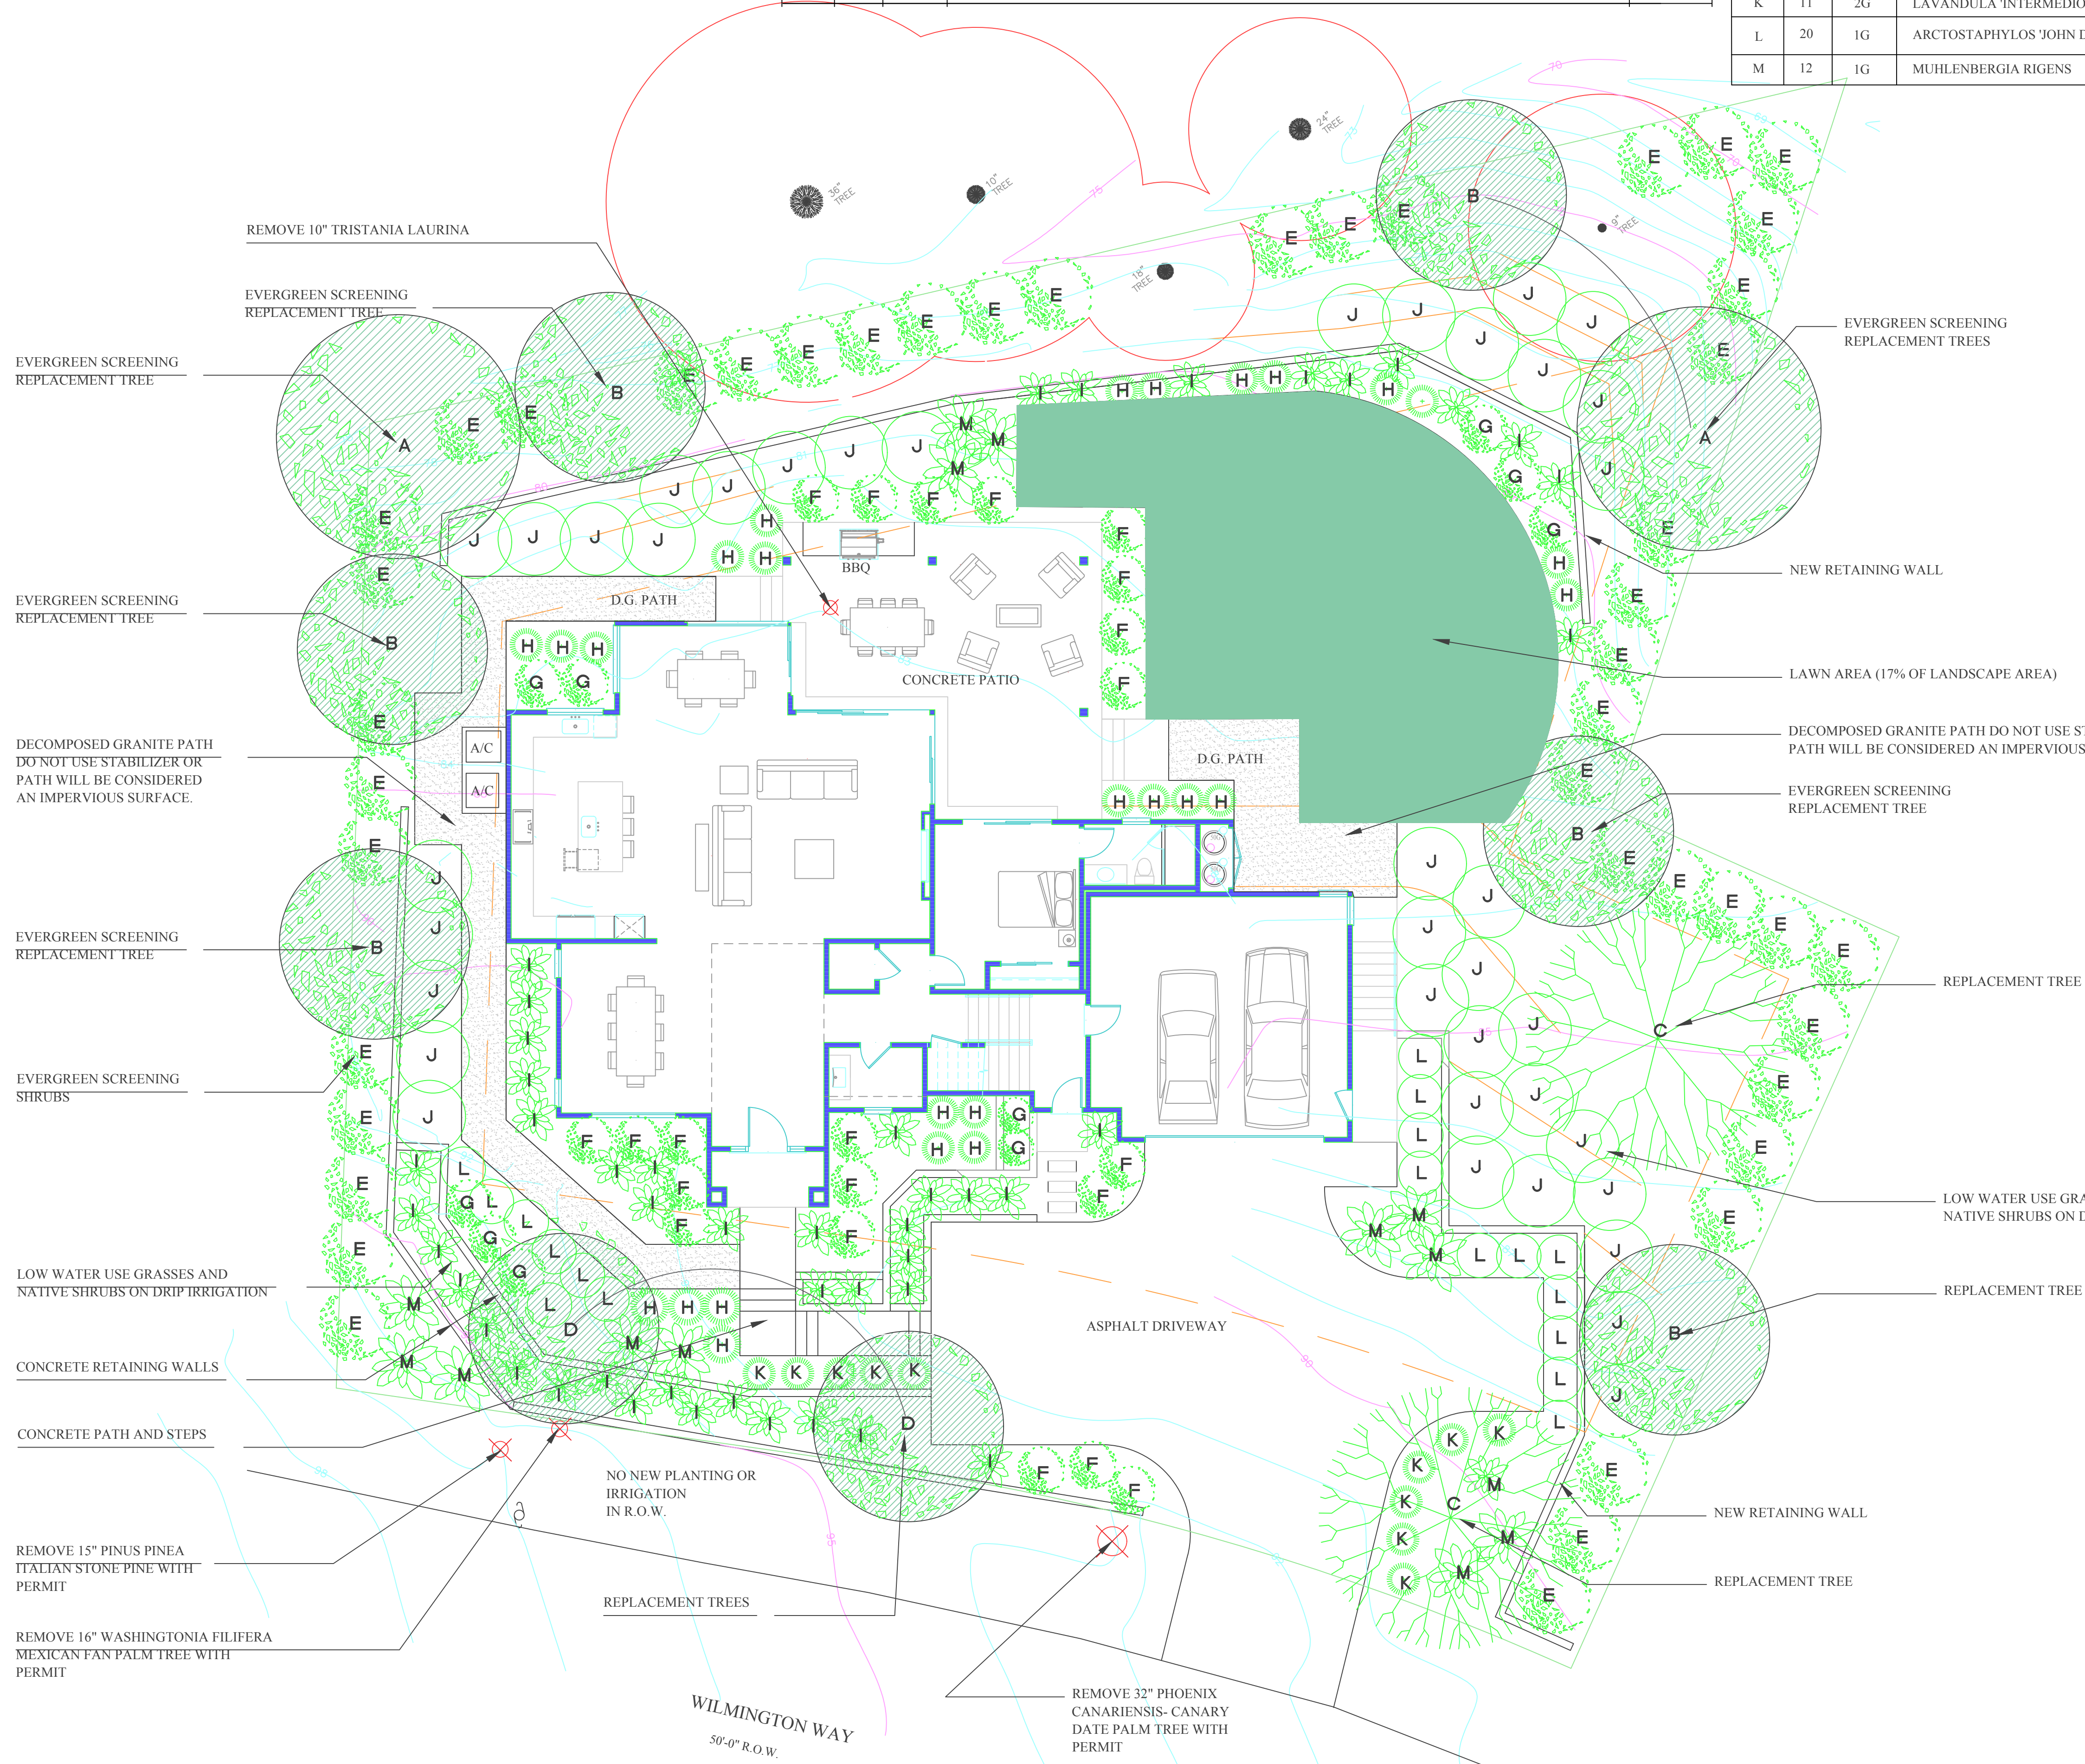 K 11 2G LAVANDULA 'INTERMEDIO
L 20 1G ARCTOSTAPHYLOS 'JOHN D
M 12 1G MUHLENBERGIA RIGENS
REMOVE 10" TRISTANIA LAURINA
EVERGREEN SCREENING
REPLACEMENT TREE
EVERGREEN SCREENING
REPLACEMENT TREE
EVERGREEN SCREENING
REPLACEMENT TREE
DECOMPOSED GRANITE PATH
DO NOT USE STABILIZER OR
PATH WILL BE CONSIDERED
AN IMPERVIOUS SURFACE.
EVERGREEN SCREENING
REPLACEMENT TREE
EVERGREEN SCREENING
SHRUBS
LOW WATER USE GRASSES AND
NATIVE SHRUBS ON DRIP IRRIGATION
CONCRETE RETAINING WALLS
CONCRETE PATH AND STEPS
REMOVE 15" PINUS PINEA
ITALIAN STONE PINE WITH
PERMIT
REMOVE 16" WASHINGTONIA FILIFERA
MEXICAN FAN PALM TREE WITH
PERMIT
36"
TREE
10"
TREE
24"
TREE
18"
TREE
9"
TREE
BBQ
D.G. PATH
CONCRETE PATIO
D.G. PATH
A/C
A/C
ASPHALT DRIVEWAY
NO NEW PLANTING OR
IRRIGATION
IN R.O.W.
REPLACEMENT TREES
WILMINGTON WAY
50'-0" R.O.W.
REMOVE 32" PHOENIX
CANARIENSIS- CANARY
DATE PALM TREE WITH
PERMIT
EVERGREEN SCREENING
REPLACEMENT TREES
NEW RETAINING WALL
LAWN AREA (17% OF LANDSCAPE AREA)
DECOMPOSED GRANITE PATH DO NOT USE ST
PATH WILL BE CONSIDERED AN IMPERVIOUS
EVERGREEN SCREENING
REPLACEMENT TREE
REPLACEMENT TREE
LOW WATER USE GRA
NATIVE SHRUBS ON D
REPLACEMENT TREE
NEW RETAINING WALL
REPLACEMENT TREE